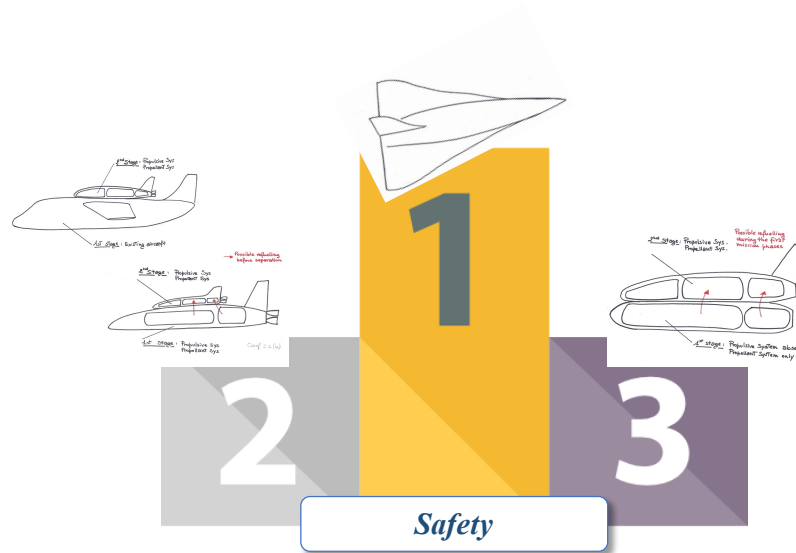 2nd Stage: Propulsive Sys
Propellant Sys
1st Stage: Existing aircraft
→ Possible refuelling
before separation
2nd Stage: Propulsive Sys
Propellant Sys
1st Stage: Propulsive Sys
Propellant Sys
Conf
2nd stage: Propulsive Sys.
Propellant Sys.
Possible refuelling
during the first
mission phases
1st stage: Propulsive System absent
Propellant System only
1
2
3
Safety